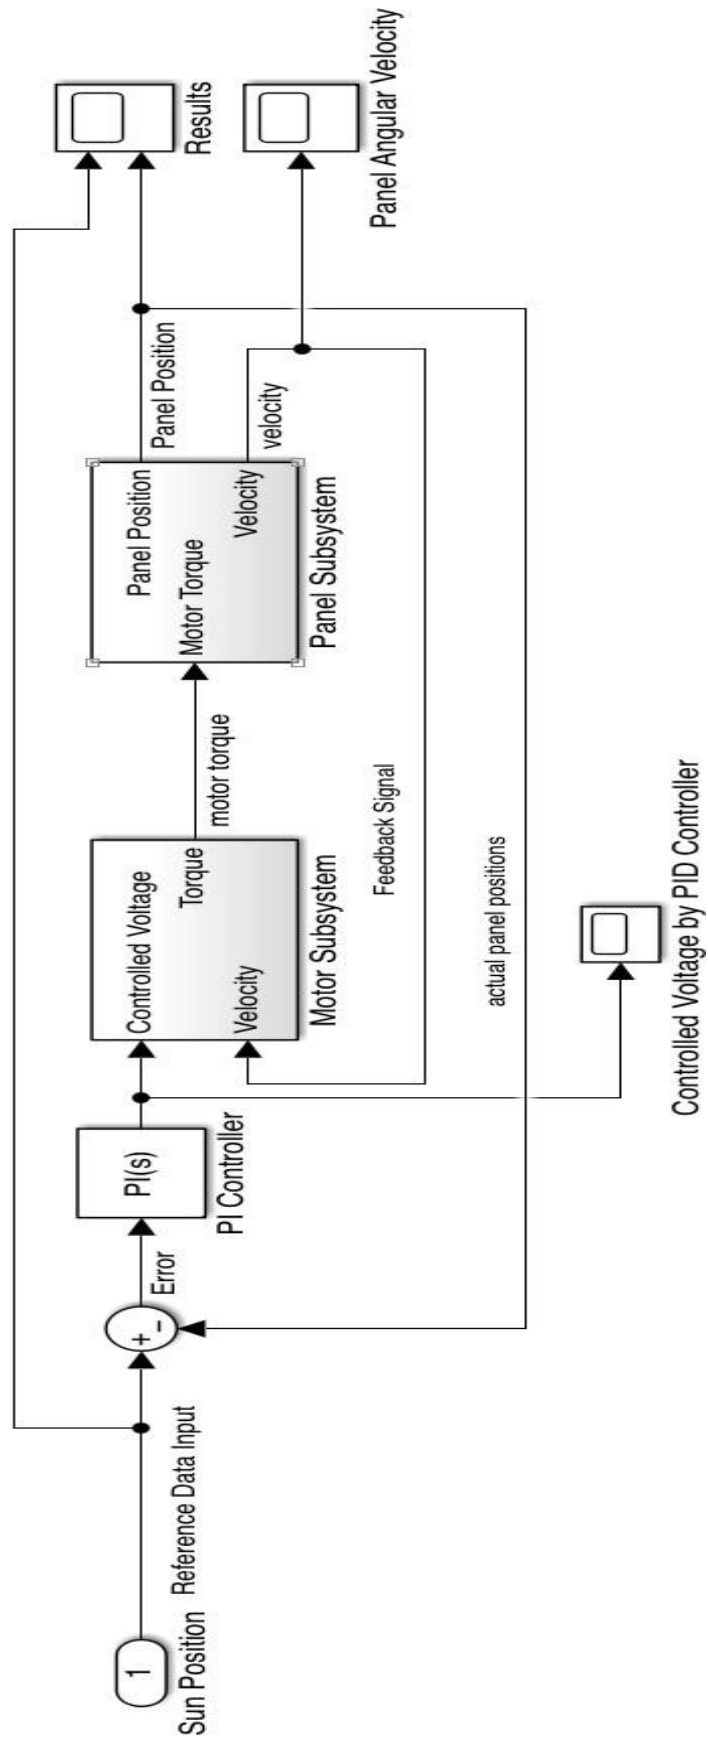 1
Sun Position
Reference Data Input
+
−
Error
PI(s)
PI Controller
Controlled Voltage
Torque
Velocity
Motor Subsystem
motor torque
Panel Position
Motor Torque
Velocity
Panel Subsystem
Panel Position
velocity
Results
Panel Angular Velocity
Feedback Signal
actual panel positions
Controlled Voltage by PID Controller